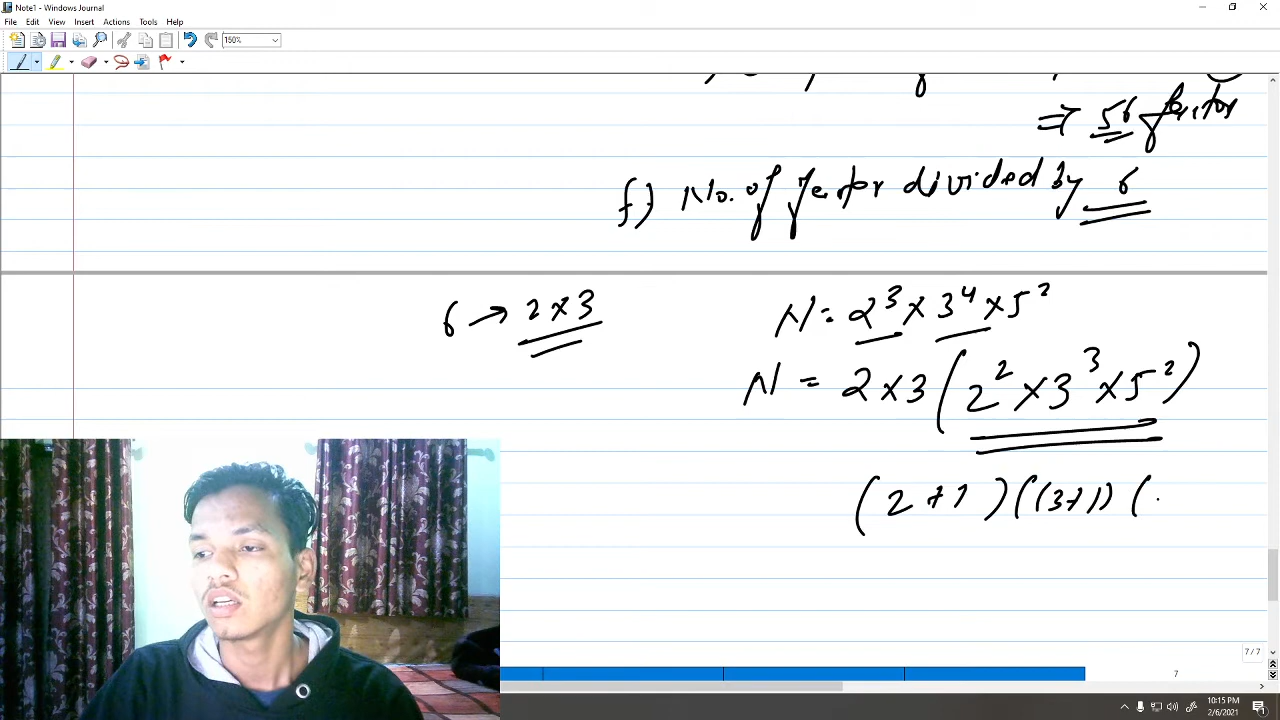 Note1 - Windows Journal
File Edit View Insert Actions Tools Help
150%
⇒ 56 factor
f) No. of factor divided by 6
6 → 2 × 3
N = 2³ × 3⁴ × 5²
N = 2 × 3 (2² × 3³ × 5²)
(2+1) ((3+1) (
7 / 7
7
10:15 PM
2/6/2021